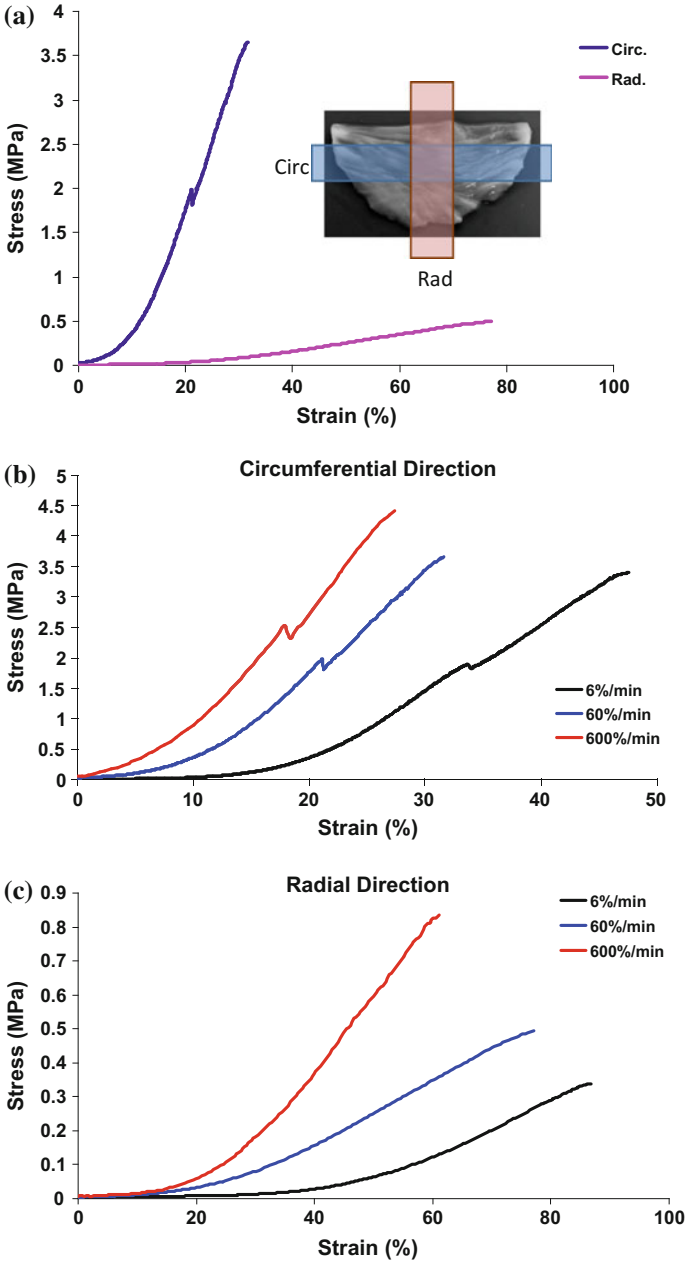 (a)
4
3.5
3
2.5
2
1.5
1
0.5
0
Stress (MPa)
0 20 40 60 80 100
Strain (%)
Circ.
Rad.
Circ
Rad
(b)
Circumferential Direction
5
4.5
4
3.5
3
2.5
2
1.5
1
0.5
0
Stress (MPa)
0 10 20 30 40 50
Strain (%)
6%/min
60%/min
600%/min
(c)
Radial Direction
0.9
0.8
0.7
0.6
0.5
0.4
0.3
0.2
0.1
0
Stress (MPa)
0 20 40 60 80 100
Strain (%)
6%/min
60%/min
600%/min